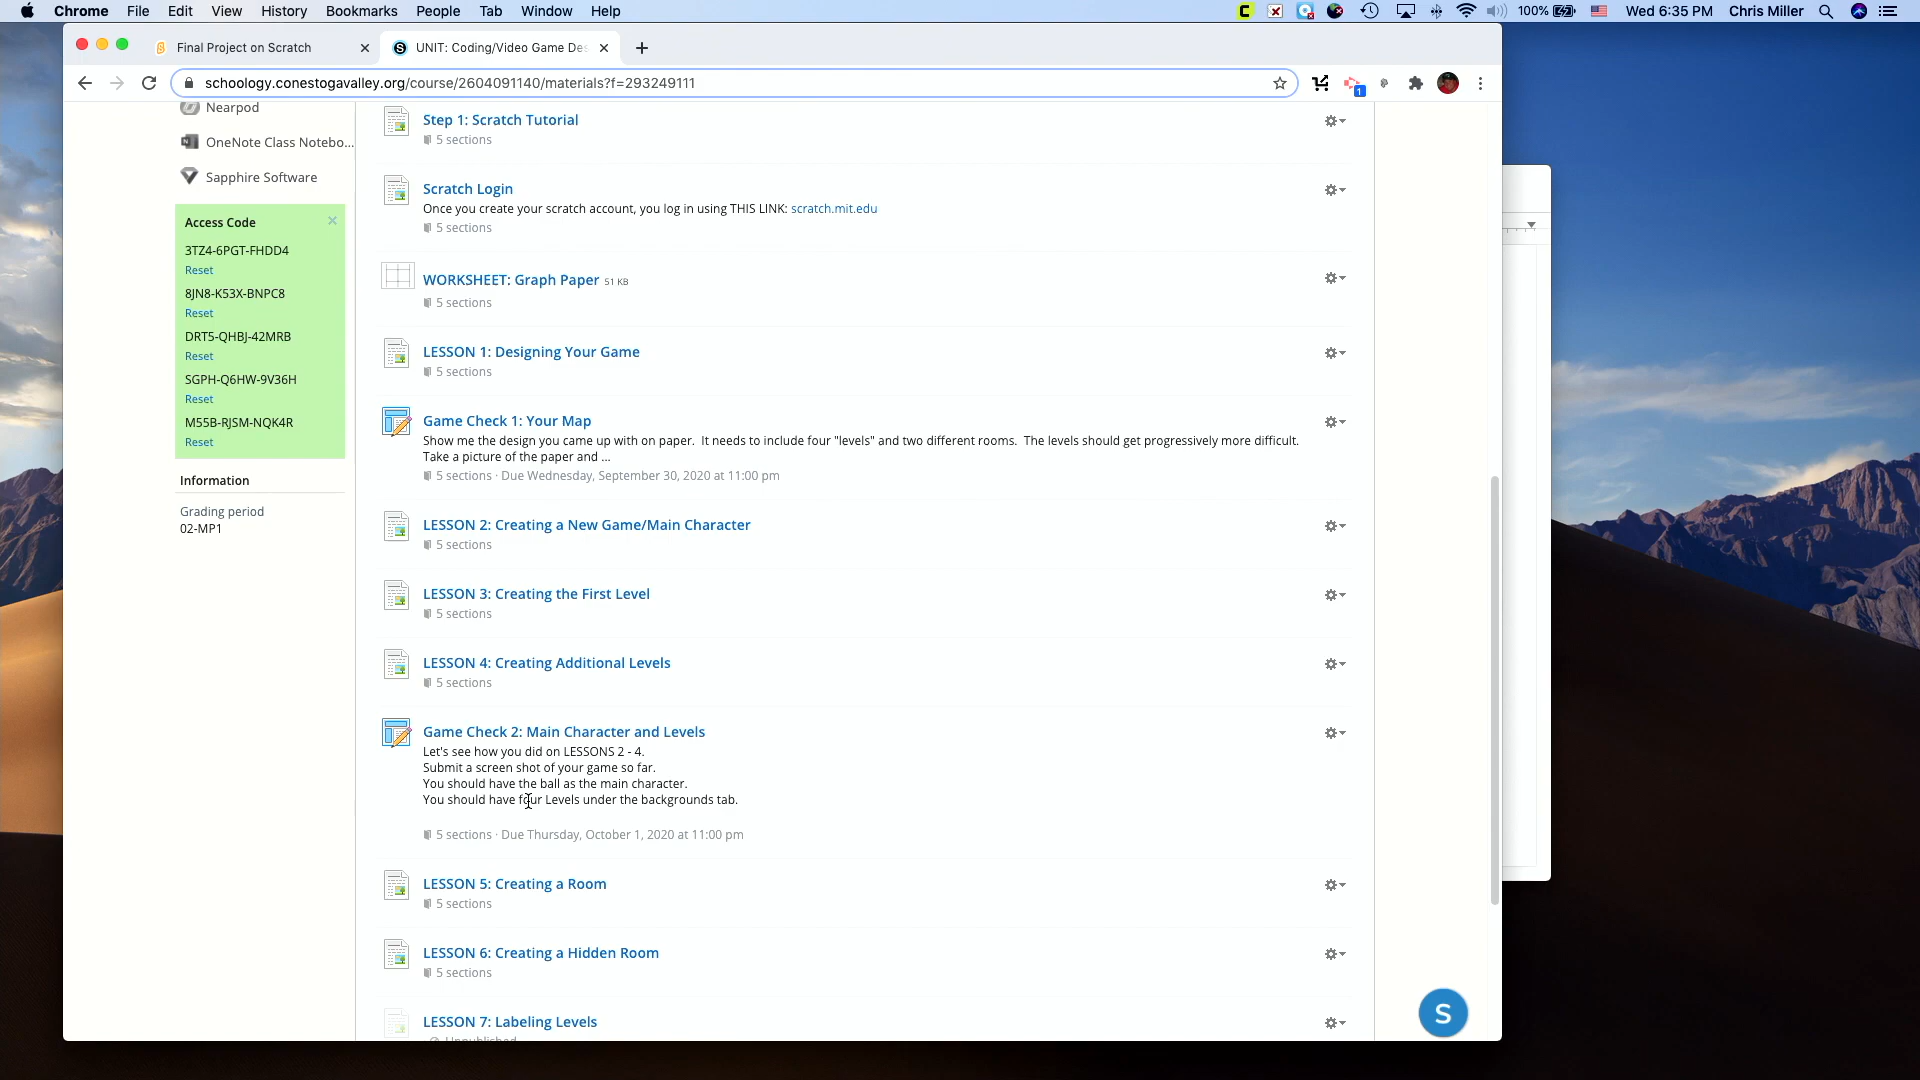 Chrome File Edit View History Bookmarks People Tab Window Help
100% Wed 6:35 PM Chris Miller
Final Project on Scratch
UNIT: Coding/Video Game Des
schoology.conestogavalley.org/course/2604091140/materials?f=293249111
1
Nearpod
OneNote Class Notebo...
Sapphire Software
Access Code
3TZ4-6PGT-FHDD4
Reset
8JN8-K53X-BNPC8
Reset
DRT5-QHBJ-42MRB
Reset
SGPH-Q6HW-9V36H
Reset
M55B-RJSM-NQK4R
Reset
Information
Grading period
02-MP1
Step 1: Scratch Tutorial
5 sections
Scratch Login
Once you create your scratch account, you log in using THIS LINK: scratch.mit.edu
5 sections
WORKSHEET: Graph Paper 51 KB
5 sections
LESSON 1: Designing Your Game
5 sections
Game Check 1: Your Map
Show me the design you came up with on paper. It needs to include four "levels" and two different rooms. The levels should get progressively more difficult.
Take a picture of the paper and ...
5 sections · Due Wednesday, September 30, 2020 at 11:00 pm
LESSON 2: Creating a New Game/Main Character
5 sections
LESSON 3: Creating the First Level
5 sections
LESSON 4: Creating Additional Levels
5 sections
Game Check 2: Main Character and Levels
Let's see how you did on LESSONS 2 - 4.
Submit a screen shot of your game so far.
You should have the ball as the main character.
You should have four Levels under the backgrounds tab.
5 sections · Due Thursday, October 1, 2020 at 11:00 pm
LESSON 5: Creating a Room
5 sections
LESSON 6: Creating a Hidden Room
5 sections
LESSON 7: Labeling Levels
Unpublished
S